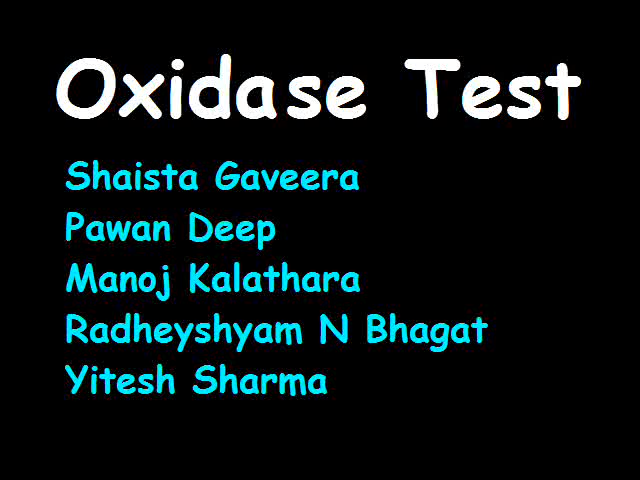 Oxidase Test
Shaista Gaveera
Pawan Deep
Manoj Kalathara
Radheyshyam N Bhagat
Yitesh Sharma